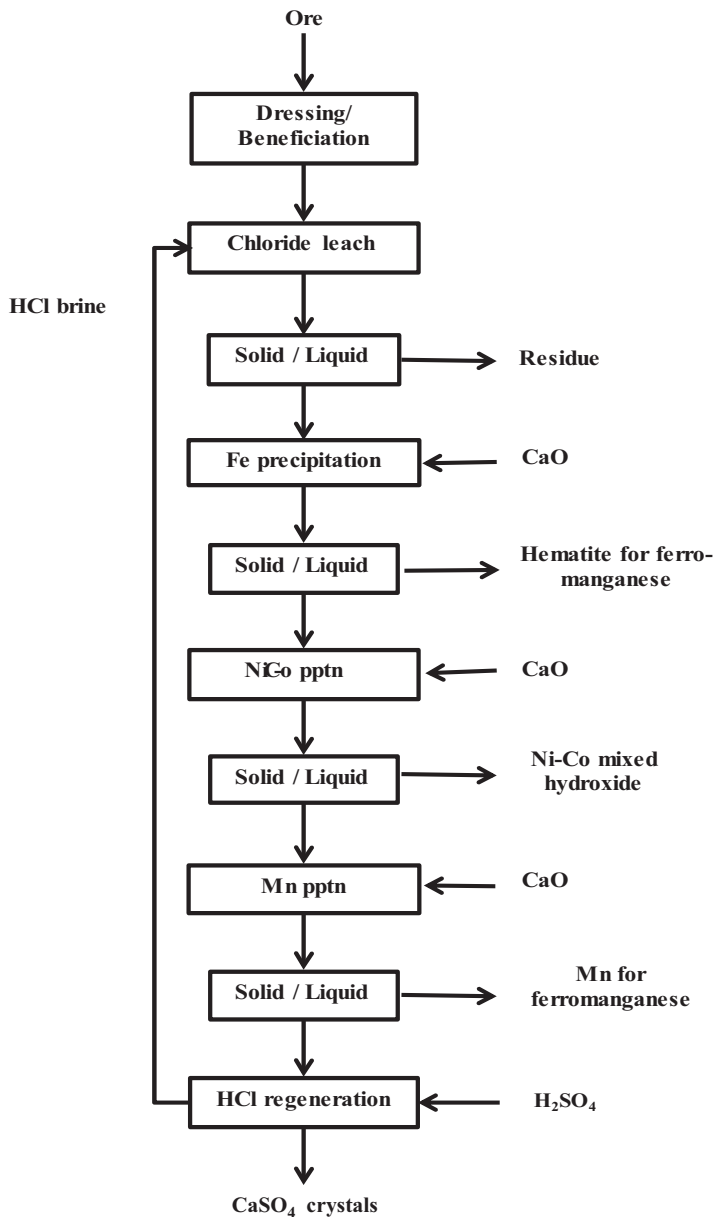 Ore
Dressing/
Beneficiation
Chloride leach
HCl brine
Solid / Liquid
Residue
Fe precipitation
CaO
Solid / Liquid
Hematite for ferro-
manganese
Ni-Co pptn
CaO
Solid / Liquid
Ni-Co mixed
hydroxide
Mn pptn
CaO
Solid / Liquid
Mn for
ferromanganese
HCl regeneration
H₂SO₄
CaSO₄ crystals